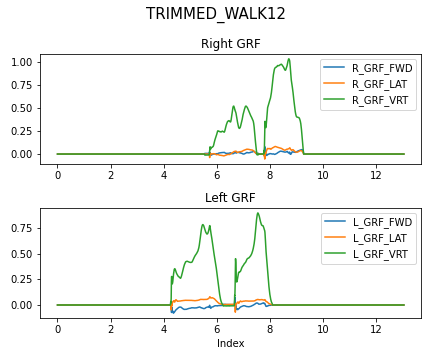 TRIMMED_WALK12
Right GRF
1.00
0.75
0.50
0.25
0.00
R_GRF_FWD
R_GRF_LAT
R_GRF_VRT
0 2 4 6 8 10 12
Left GRF
0.75
0.50
0.25
0.00
L_GRF_FWD
L_GRF_LAT
L_GRF_VRT
0 2 4 6 8 10 12
Index